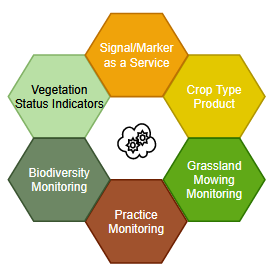 Signal/Marker
as a Service
Vegetation
Status Indicators
Crop Type
Product
Biodiversity
Monitoring
Grassland
Mowing
Monitoring
Practice
Monitoring